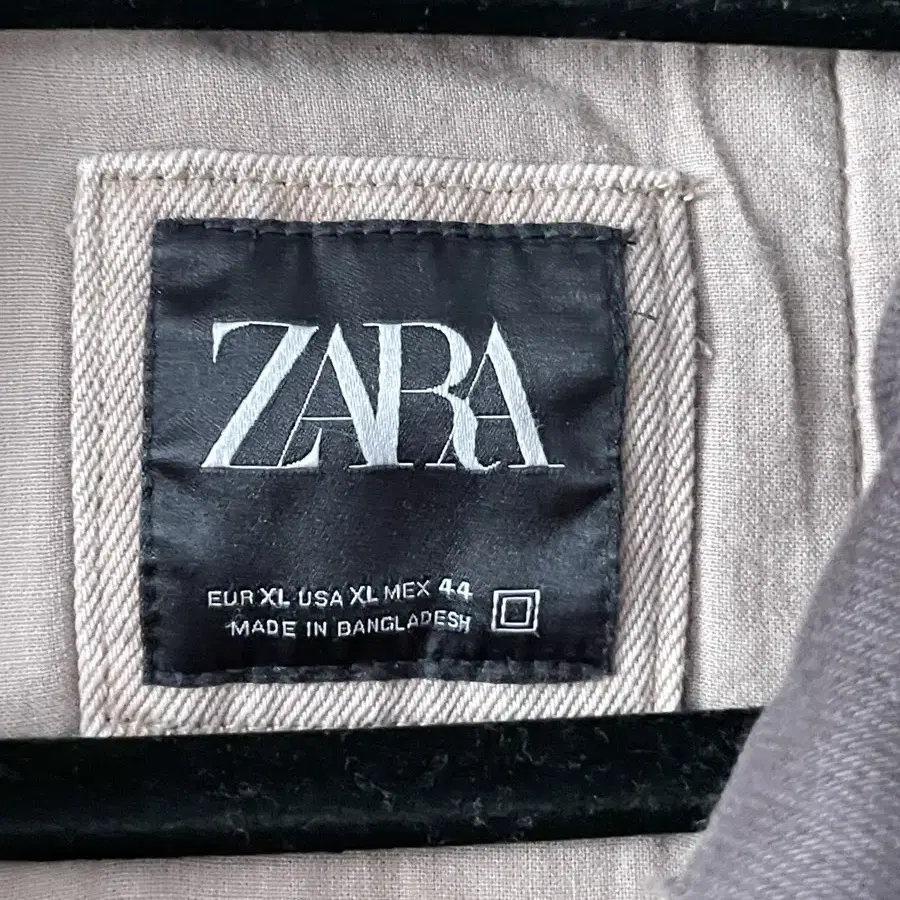 ZARA
EUR XL USA XL MEX 44
MADE IN BANGLADESH